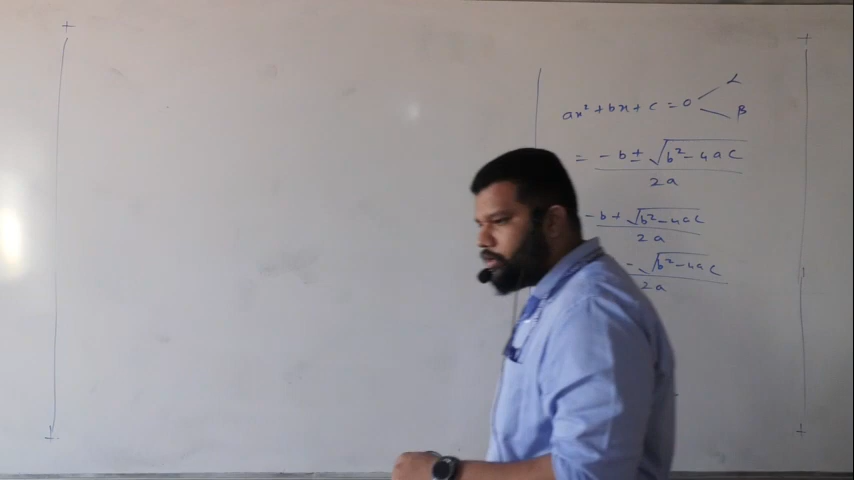 α
ax² + bx + c = 0
β
= -b ± √b² - 4ac
2a
-b + √b² - 4ac
2a
- √b² - 4ac
2a